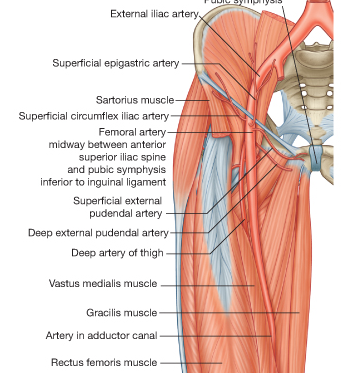 Pubic symphysis
External iliac artery
Superficial epigastric artery
Sartorius muscle
Superficial circumflex iliac artery
Femoral artery
midway between anterior
superior iliac spine
and pubic symphysis
inferior to inguinal ligament
Superficial external
pudendal artery
Deep external pudendal artery
Deep artery of thigh
Vastus medialis muscle
Gracilis muscle
Artery in adductor canal
Rectus femoris muscle